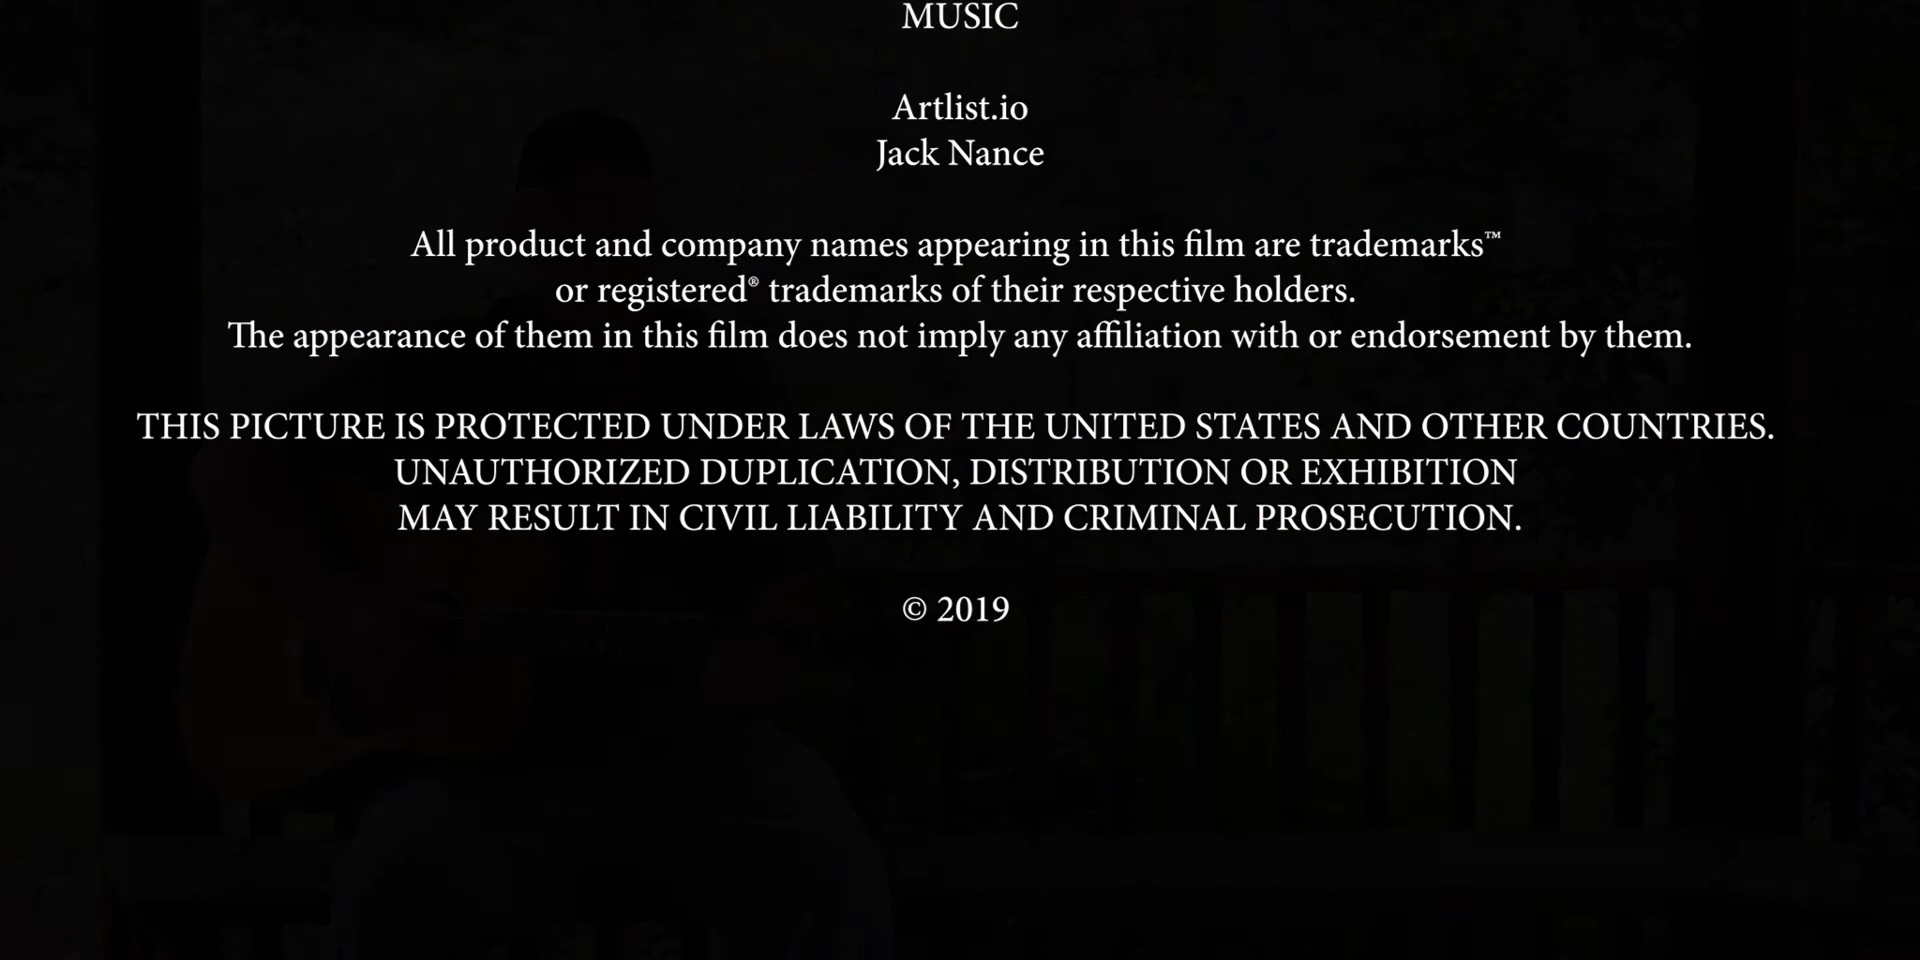 MUSIC
Artlist.io
Jack Nance
All product and company names appearing in this film are trademarks™
or registered® trademarks of their respective holders.
The appearance of them in this film does not imply any affiliation with or endorsement by them.
THIS PICTURE IS PROTECTED UNDER LAWS OF THE UNITED STATES AND OTHER COUNTRIES.
UNAUTHORIZED DUPLICATION, DISTRIBUTION OR EXHIBITION
MAY RESULT IN CIVIL LIABILITY AND CRIMINAL PROSECUTION.
© 2019